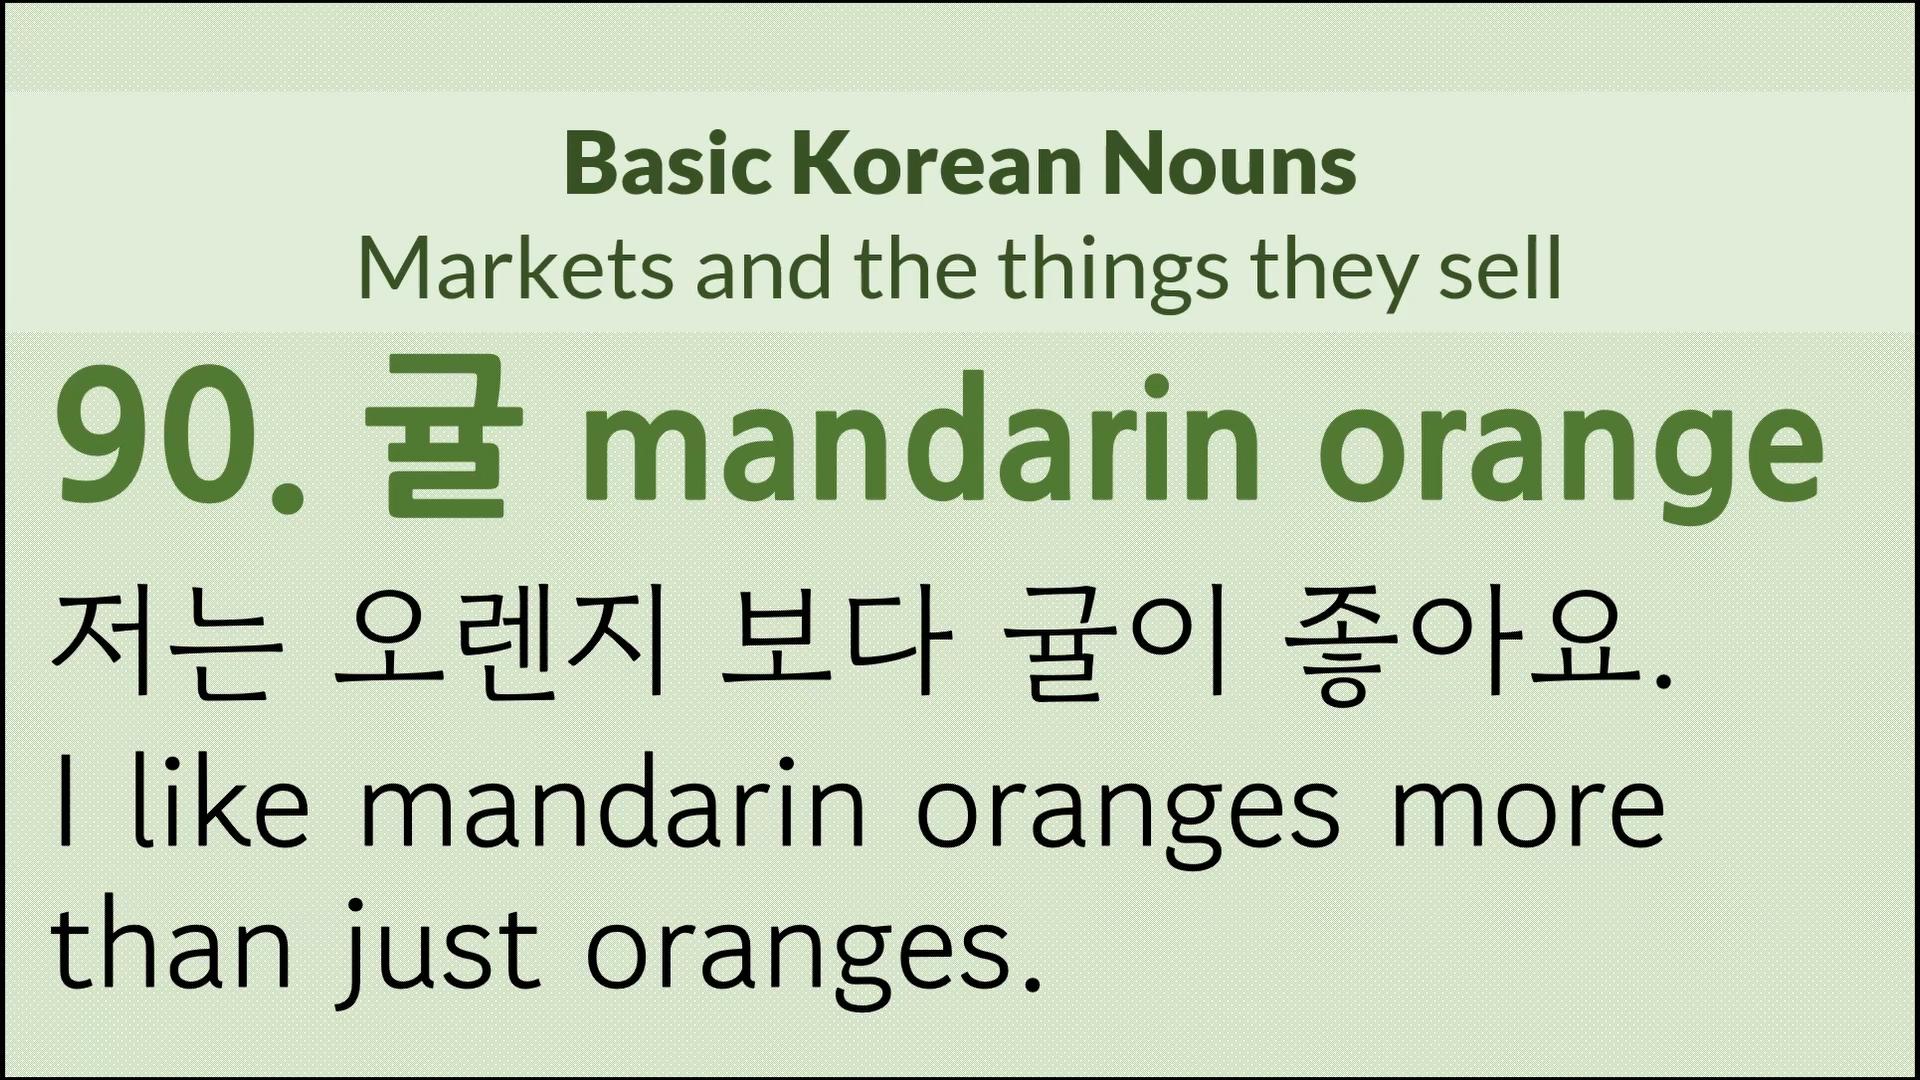 Basic Korean Nouns
Markets and the things they sell
90. 귤 mandarin orange
저는 오렌지 보다 귤이 좋아요.
I like mandarin oranges more
than just oranges.